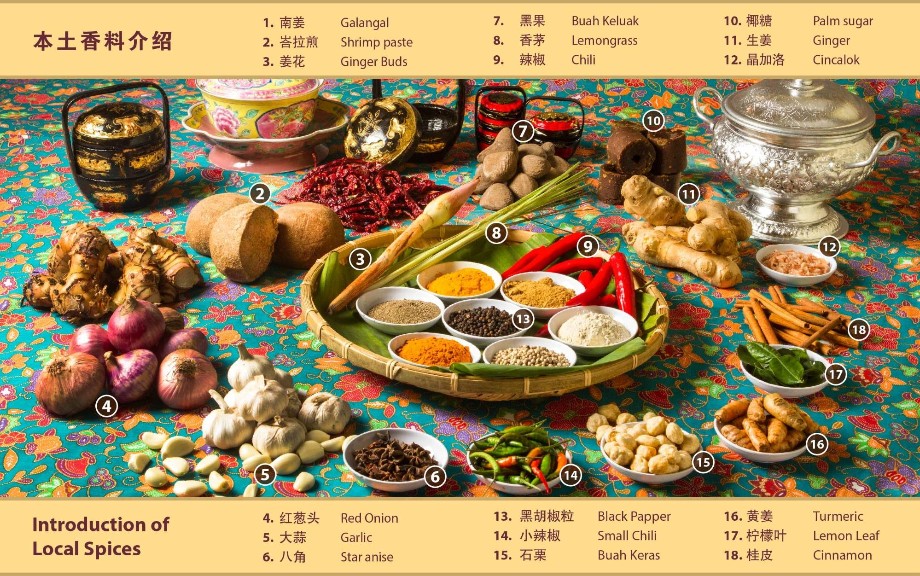 本土香料介绍
1. 南姜 Galangal
2. 峇拉煎 Shrimp paste
3. 姜花 Ginger Buds
7. 黑果 Buah Keluak
8. 香茅 Lemongrass
9. 辣椒 Chili
10. 椰糖 Palm sugar
11. 生姜 Ginger
12. 晶加洛 Cincalok
7
10
2
11
8
3
9
12
13
18
17
4
16
15
5
6
14
Introduction of
Local Spices
4. 红葱头 Red Onion
5. 大蒜 Garlic
6. 八角 Star anise
13. 黑胡椒粒 Black Papper
14. 小辣椒 Small Chili
15. 石栗 Buah Keras
16. 黄姜 Turmeric
17. 柠檬叶 Lemon Leaf
18. 桂皮 Cinnamon